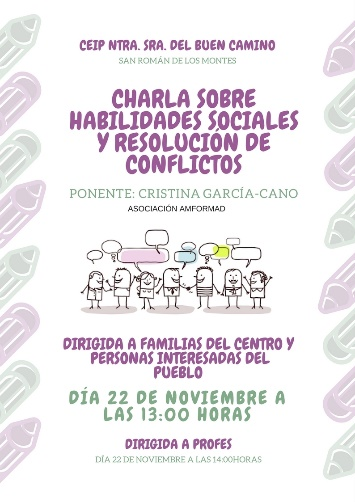 CEIP NTRA. SRA. DEL BUEN CAMINO
SAN ROMÁN DE LOS MONTES
CHARLA SOBRE
HABILIDADES SOCIALES
Y RESOLUCIÓN DE
CONFLICTOS
PONENTE: CRISTINA GARCÍA-CANO
ASOCIACIÓN AMFORMAD
DIRIGIDA A FAMILIAS DEL CENTRO Y
PERSONAS INTERESADAS DEL
PUEBLO
DÍA 22 DE NOVIEMBRE A
LAS 13:00 HORAS
DIRIGIDA A PROFES
DÍA 22 DE NOVIEMBRE A LAS 14:00HORAS